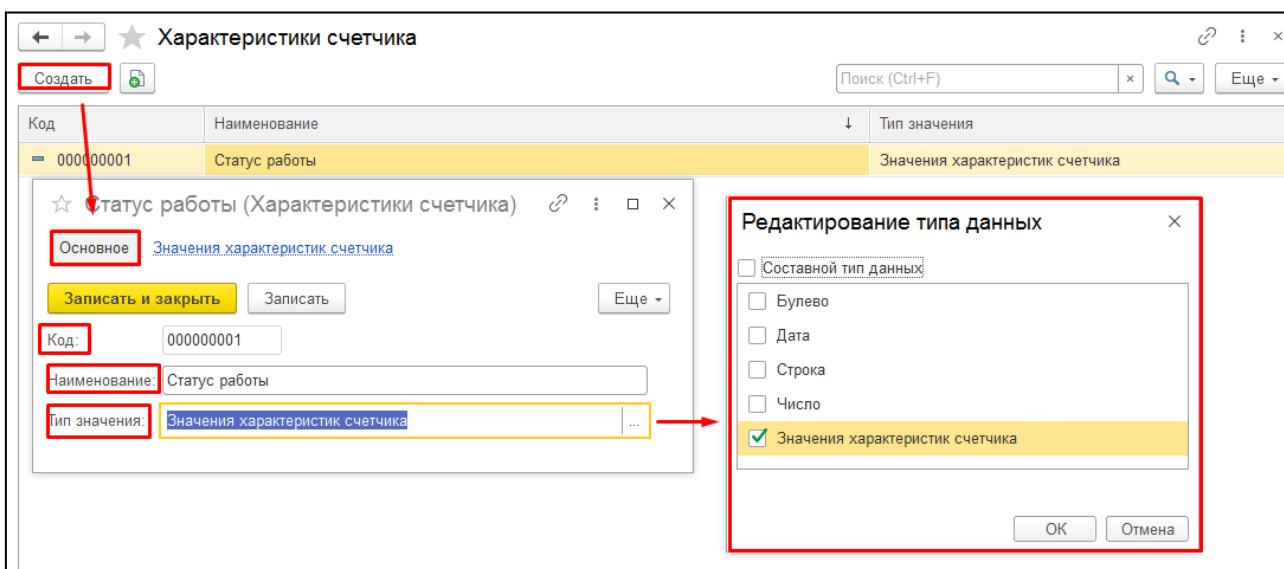 Характеристики счетчика
Создать Поиск (Ctrl+F) × Еще
Код Наименование ↓ Тип значения
000000001 Статус работы Значения характеристик счетчика
Статус работы (Характеристики счетчика)
Основное Значения характеристик счетчика
Записать и закрыть Записать Еще
Код: 000000001
Наименование: Статус работы
Тип значения: Значения характеристик счетчика ...
Редактирование типа данных
Составной тип данных
Булево
Дата
Строка
Число
Значения характеристик счетчика
ОК Отмена